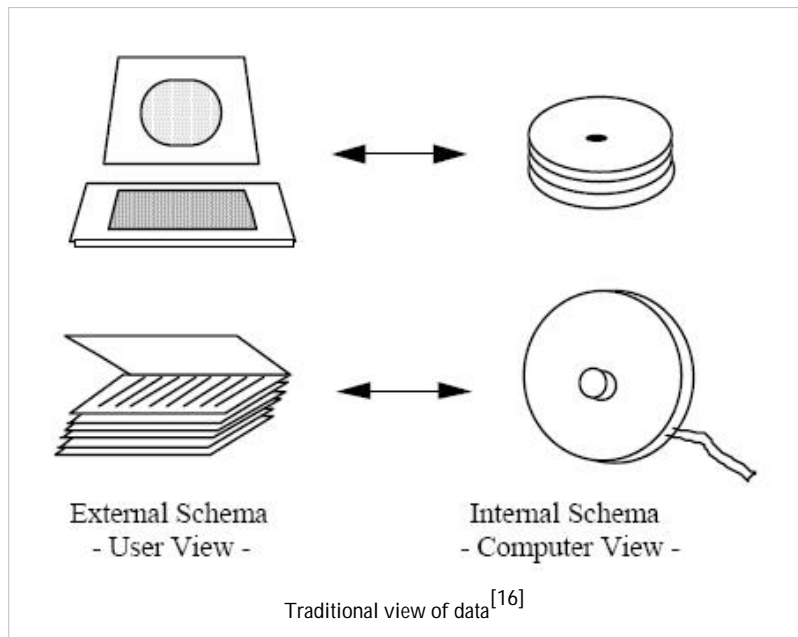 External Schema
- User View -
Internal Schema
- Computer View -
Traditional view of data[16]